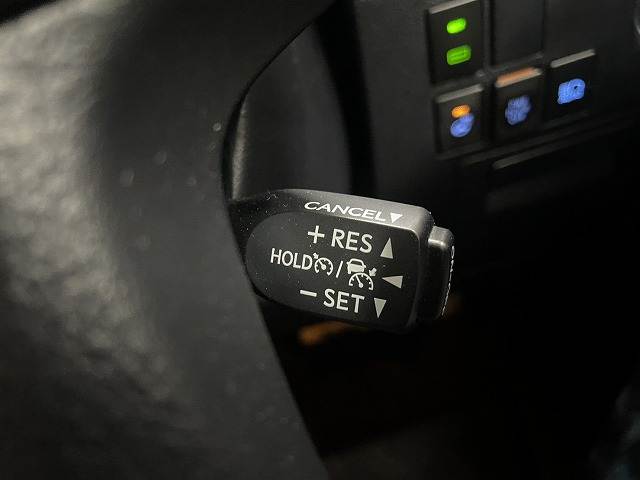 CANCEL▼
+ RES ▲
HOLD / ◀
− SET ▼